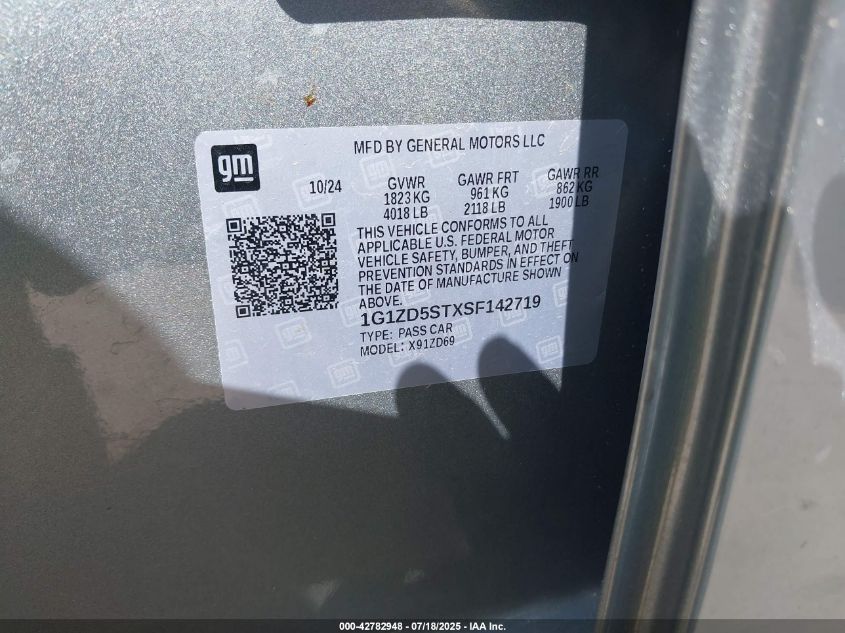 MFD BY GENERAL MOTORS LLC
gm
10/24
GVWR
1823 KG
4018 LB
GAWR FRT
961 KG
2118 LB
GAWR RR
862 KG
1900 LB
THIS VEHICLE CONFORMS TO ALL
APPLICABLE U.S. FEDERAL MOTOR
VEHICLE SAFETY, BUMPER, AND THEFT
PREVENTION STANDARDS IN EFFECT ON
THE DATE OF MANUFACTURE SHOWN
ABOVE.
1G1ZD5STXSF142719
TYPE: PASS CAR
MODEL: X91ZD69
000-42782948 - 07/18/2025 - IAA Inc.